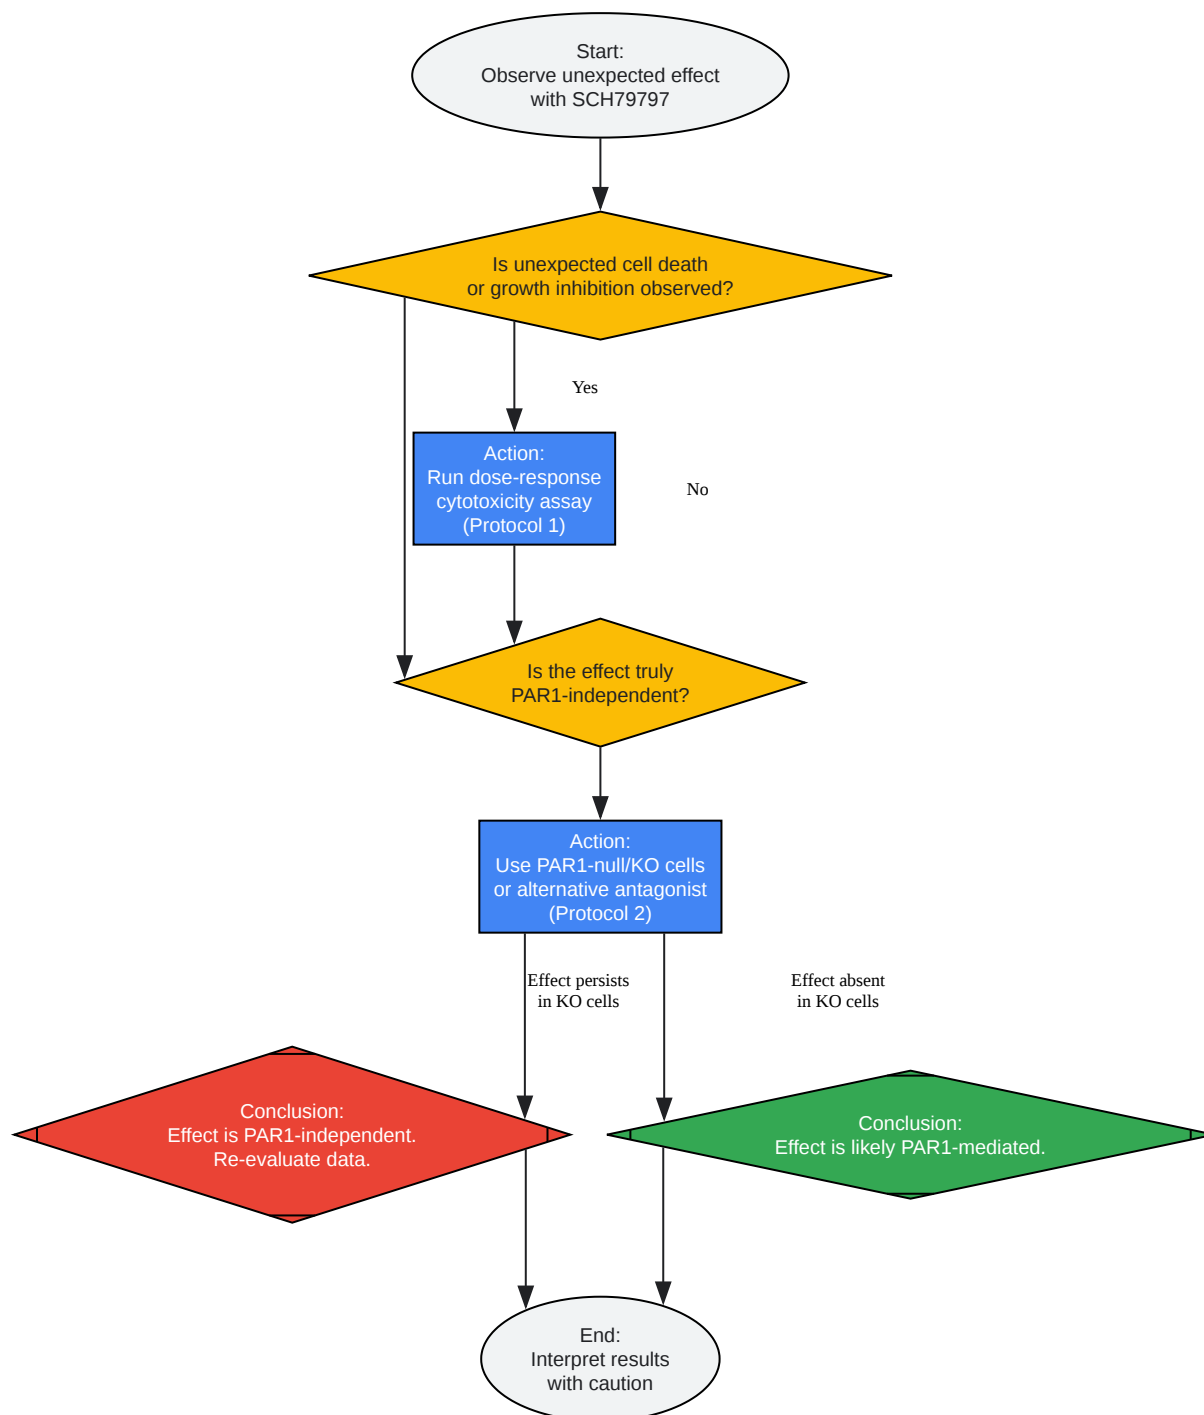 Start:
Observe unexpected effect
with SCH79797
Is unexpected cell death
or growth inhibition observed?
Yes
Action:
Run dose-response
cytotoxicity assay
(Protocol 1)
No
Is the effect truly
PAR1-independent?
Action:
Use PAR1-null/KO cells
or alternative antagonist
(Protocol 2)
Effect persists
in KO cells
Effect absent
in KO cells
Conclusion:
Effect is PAR1-independent.
Re-evaluate data.
Conclusion:
Effect is likely PAR1-mediated.
End:
Interpret results
with caution